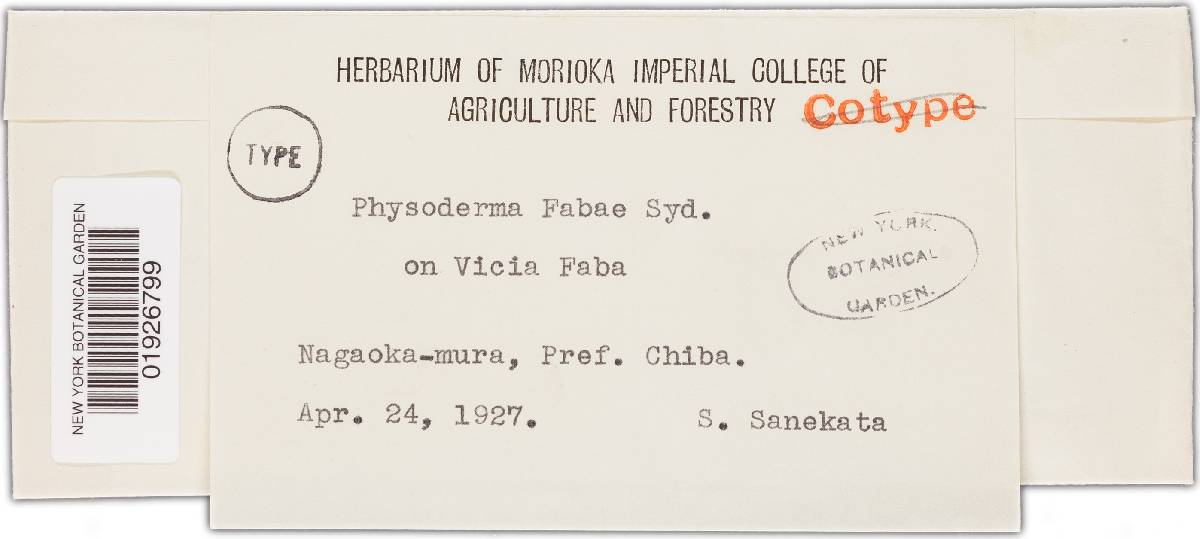 HERBARIUM OF MORIOKA IMPERIAL COLLEGE OF
AGRICULTURE AND FORESTRY Cotype
TYPE
Physoderma Fabae Syd.
on Vicia Faba
NEW YORK
BOTANICAL
GARDEN.
Nagaoka-mura, Pref. Chiba.
Apr. 24, 1927. S. Sanekata
NEW YORK BOTANICAL GARDEN
01926799